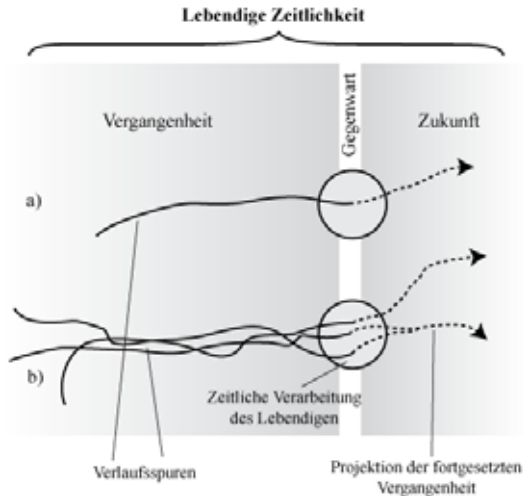 Lebendige Zeitlichkeit
Vergangenheit
Gegenwart
Zukunft
a)
b)
Zeitliche Verarbeitung
des Lebendigen
Verlaufsspuren
Projektion der fortgesetzten
Vergangenheit